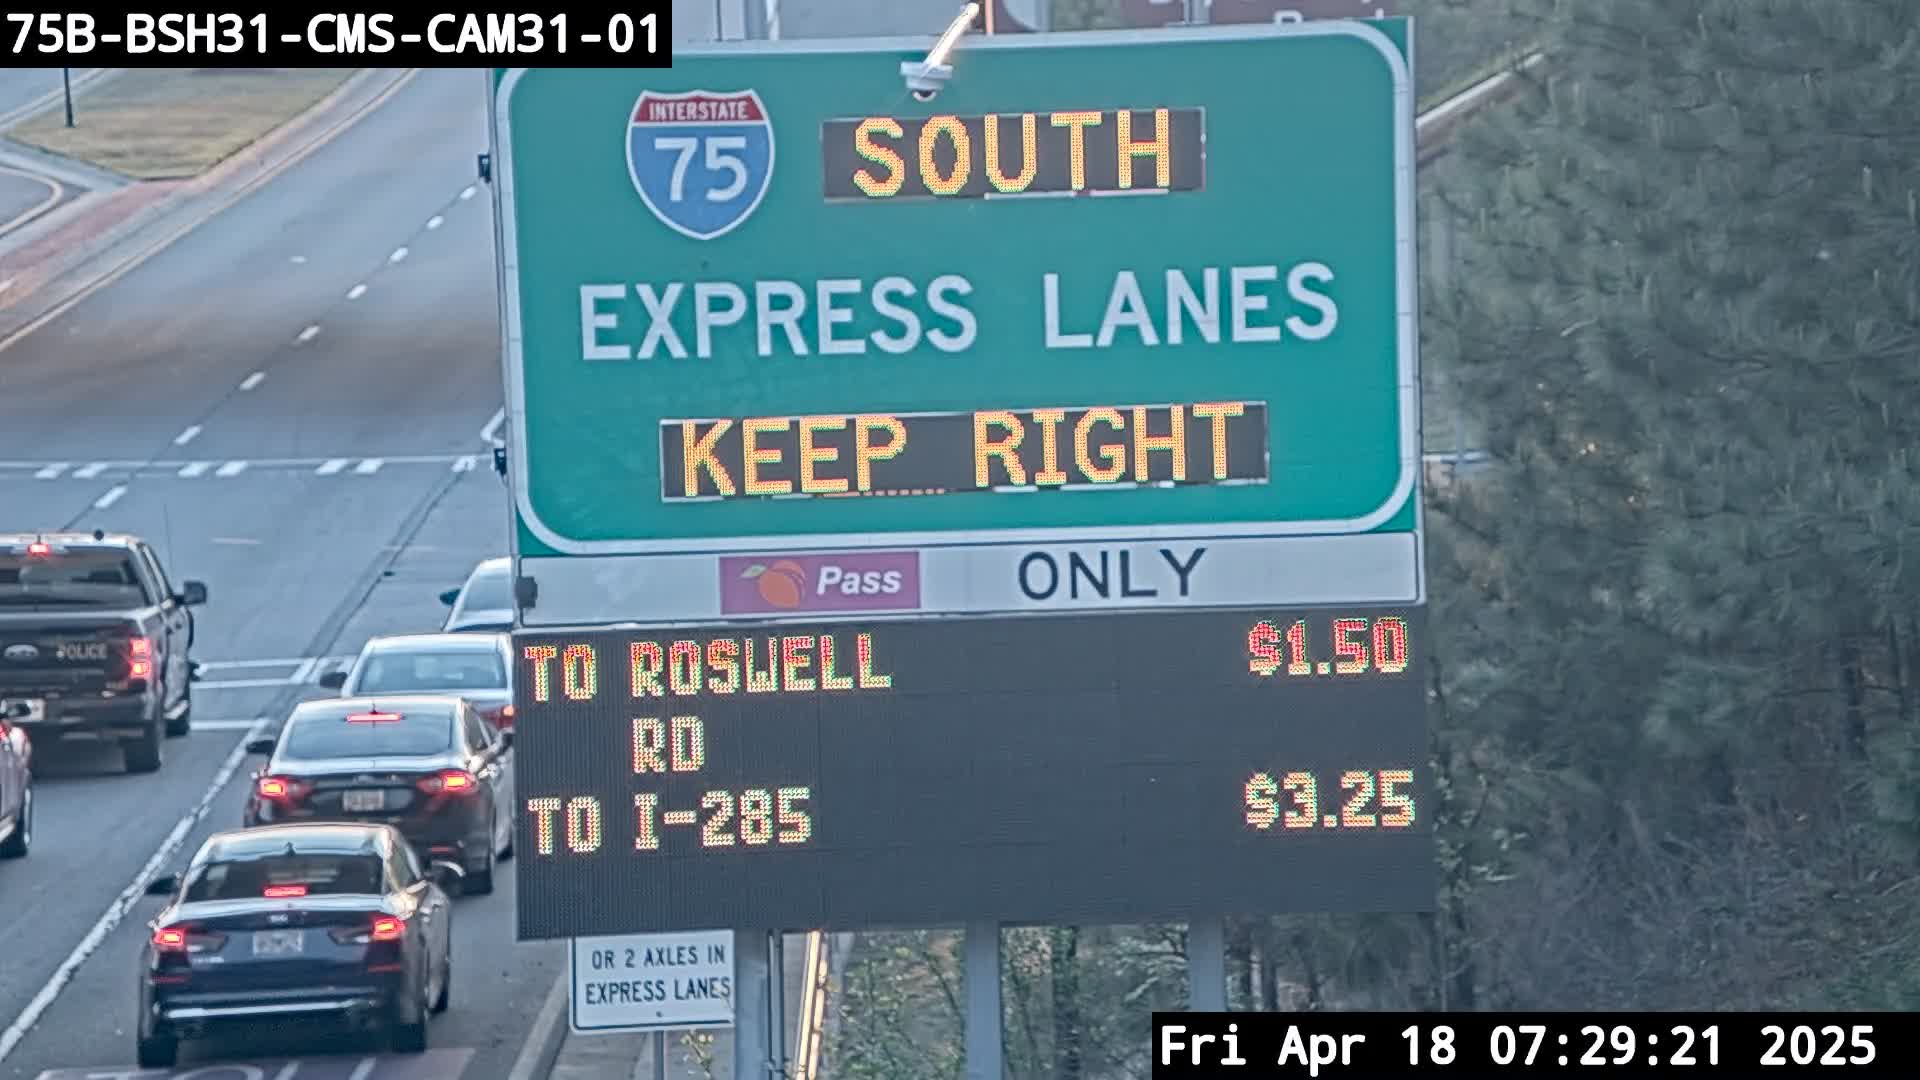 75B-BSH31-CMS-CAM31-01
INTERSTATE
75
SOUTH
EXPRESS LANES
KEEP RIGHT
Pass
ONLY
TO ROSWELL $1.50
RD
TO I-285 $3.25
POLICE
OR 2 AXLES IN
EXPRESS LANES
Fri Apr 18 07:29:21 2025